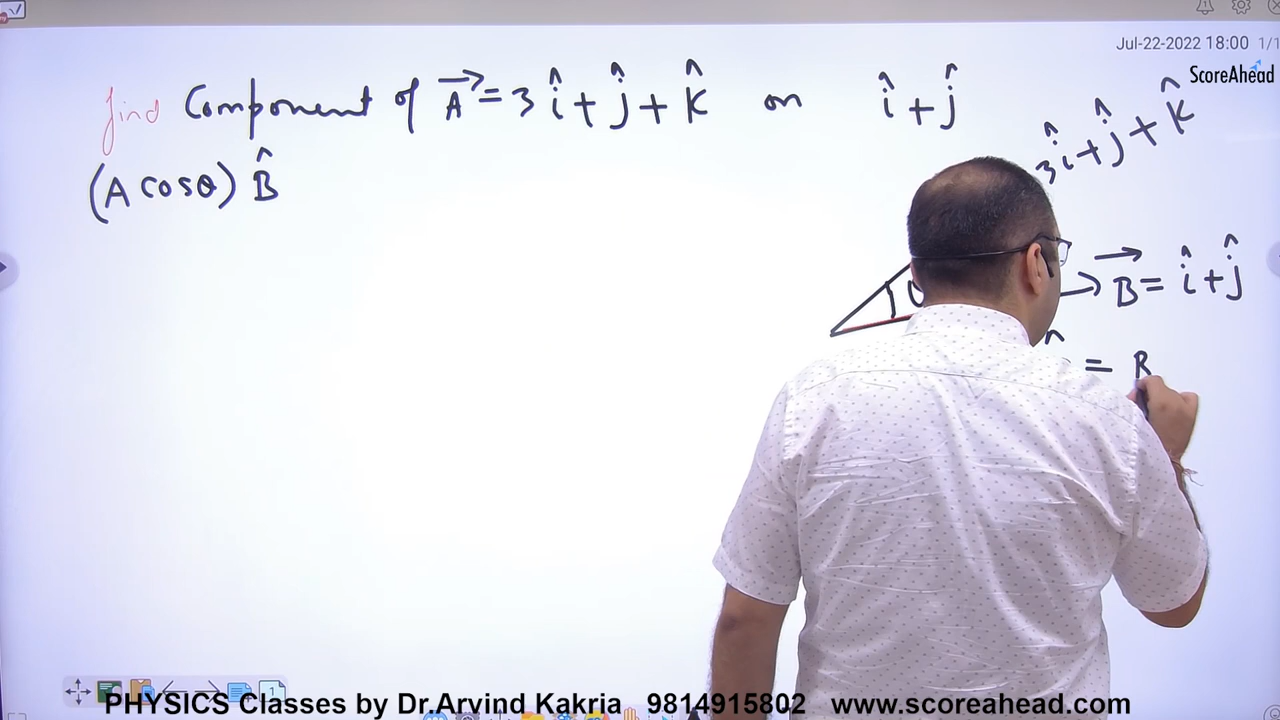 Jul-22-2022 18:00 1/1
ScoreAhead
find Component of A⃗ = 3î + ĵ + k̂ on î + ĵ
3î + ĵ + k̂
(A cosθ) B̂
B⃗ = î + ĵ
= B
1
PHYSICS Classes by Dr.Arvind Kakria 9814915802 www.scoreahead.com